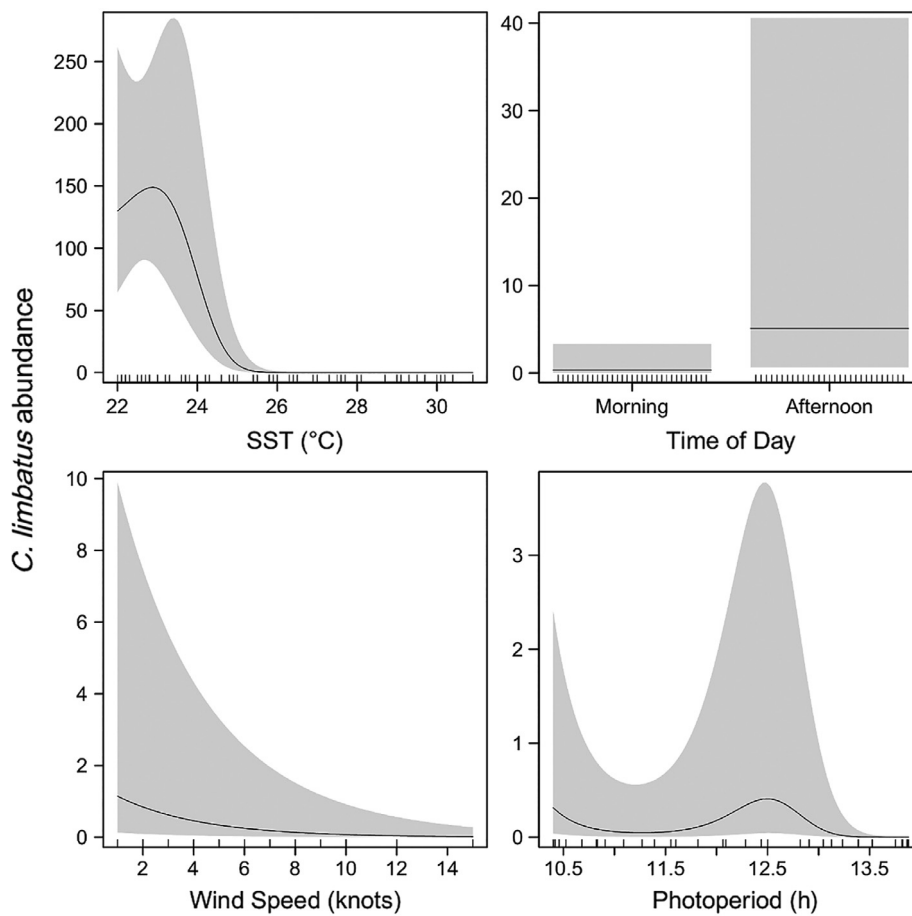 C. limbatus abundance
250
200
150
100
50
0
22 24 26 28 30
SST (°C)
40
30
20
10
0
Morning Afternoon
Time of Day
10
8
6
4
2
0
2 4 6 8 10 12 14
Wind Speed (knots)
3
2
1
0
10.5 11.5 12.5 13.5
Photoperiod (h)